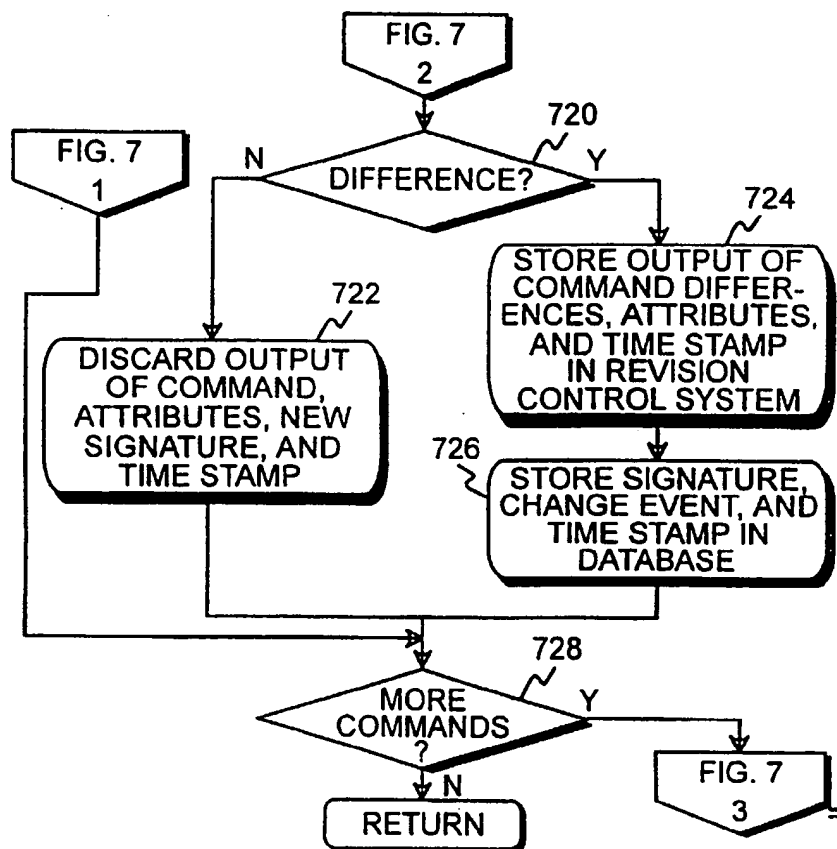 FIG. 7
2
FIG. 7
1
720
N
Y
DIFFERENCE?
724
STORE OUTPUT OF
COMMAND DIFFER-
ENCES, ATTRIBUTES,
AND TIME STAMP
IN REVISION
CONTROL SYSTEM
722
DISCARD OUTPUT
OF COMMAND,
ATTRIBUTES, NEW
SIGNATURE, AND
TIME STAMP
726
STORE SIGNATURE,
CHANGE EVENT, AND
TIME STAMP IN
DATABASE
728
MORE
COMMANDS
?
Y
N
FIG. 7
3
RETURN